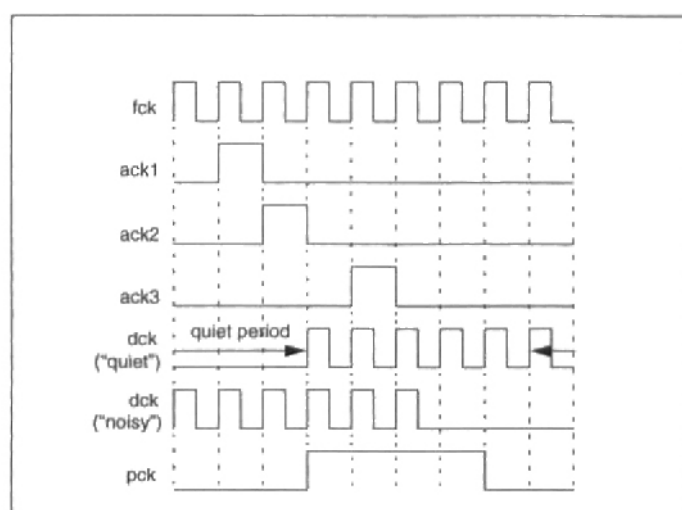 fck
ack1
ack2
ack3
dck
("quiet")
quiet period
dck
("noisy")
pck